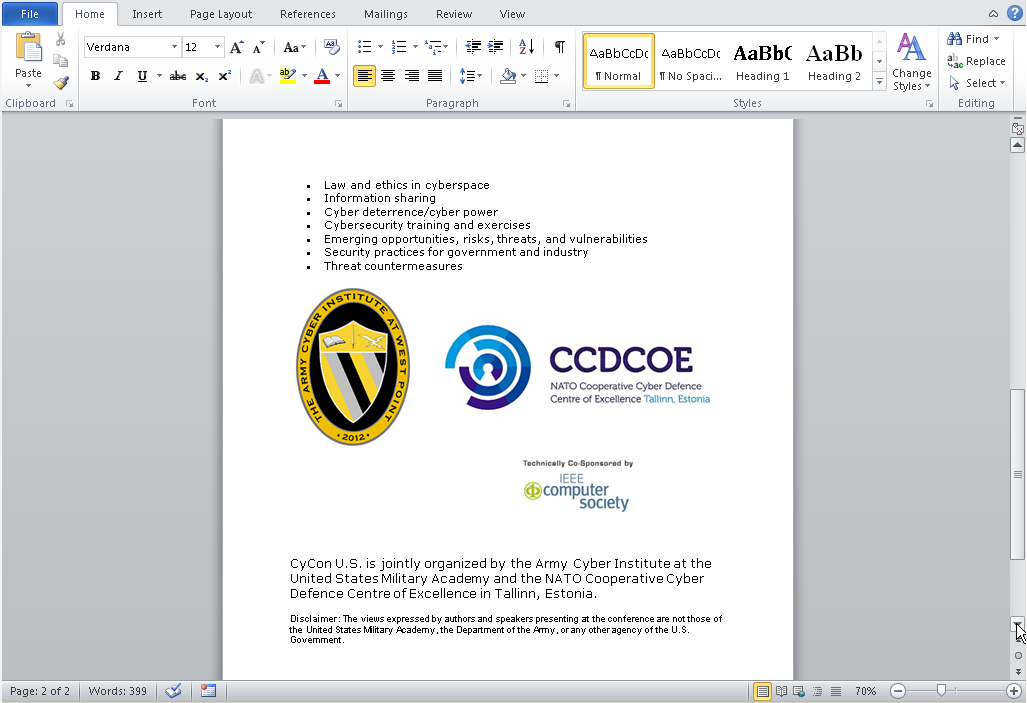 File Home Insert Page Layout References Mailings Review View
Verdana 12 Aa AaBbCcDc AaBbCcDc AaBbC AaBb Find
Paste B I U abc x₂ x² A ab A ¶ Normal ¶ No Spaci... Heading 1 Heading 2 Change Styles Replace
Select
Clipboard Font Paragraph Styles Editing
Law and ethics in cyberspace
Information sharing
Cyber deterrence/cyber power
Cybersecurity training and exercises
Emerging opportunities, risks, threats, and vulnerabilities
Security practices for government and industry
Threat countermeasures
THE ARMY CYBER INSTITUTE AT WEST POINT
• 2012 •
CCDCOE
NATO Cooperative Cyber Defence
Centre of Excellence Tallinn, Estonia
Technically Co-Sponsored by
IEEE
computer
society
CyCon U.S. is jointly organized by the Army Cyber Institute at the
United States Military Academy and the NATO Cooperative Cyber
Defence Centre of Excellence in Tallinn, Estonia.
Disclaimer: The views expressed by authors and speakers presenting at the conference are not those of
the United States Military Academy, the Department of the Army, or any other agency of the U.S.
Government.
Page: 2 of 2 Words: 399 70%